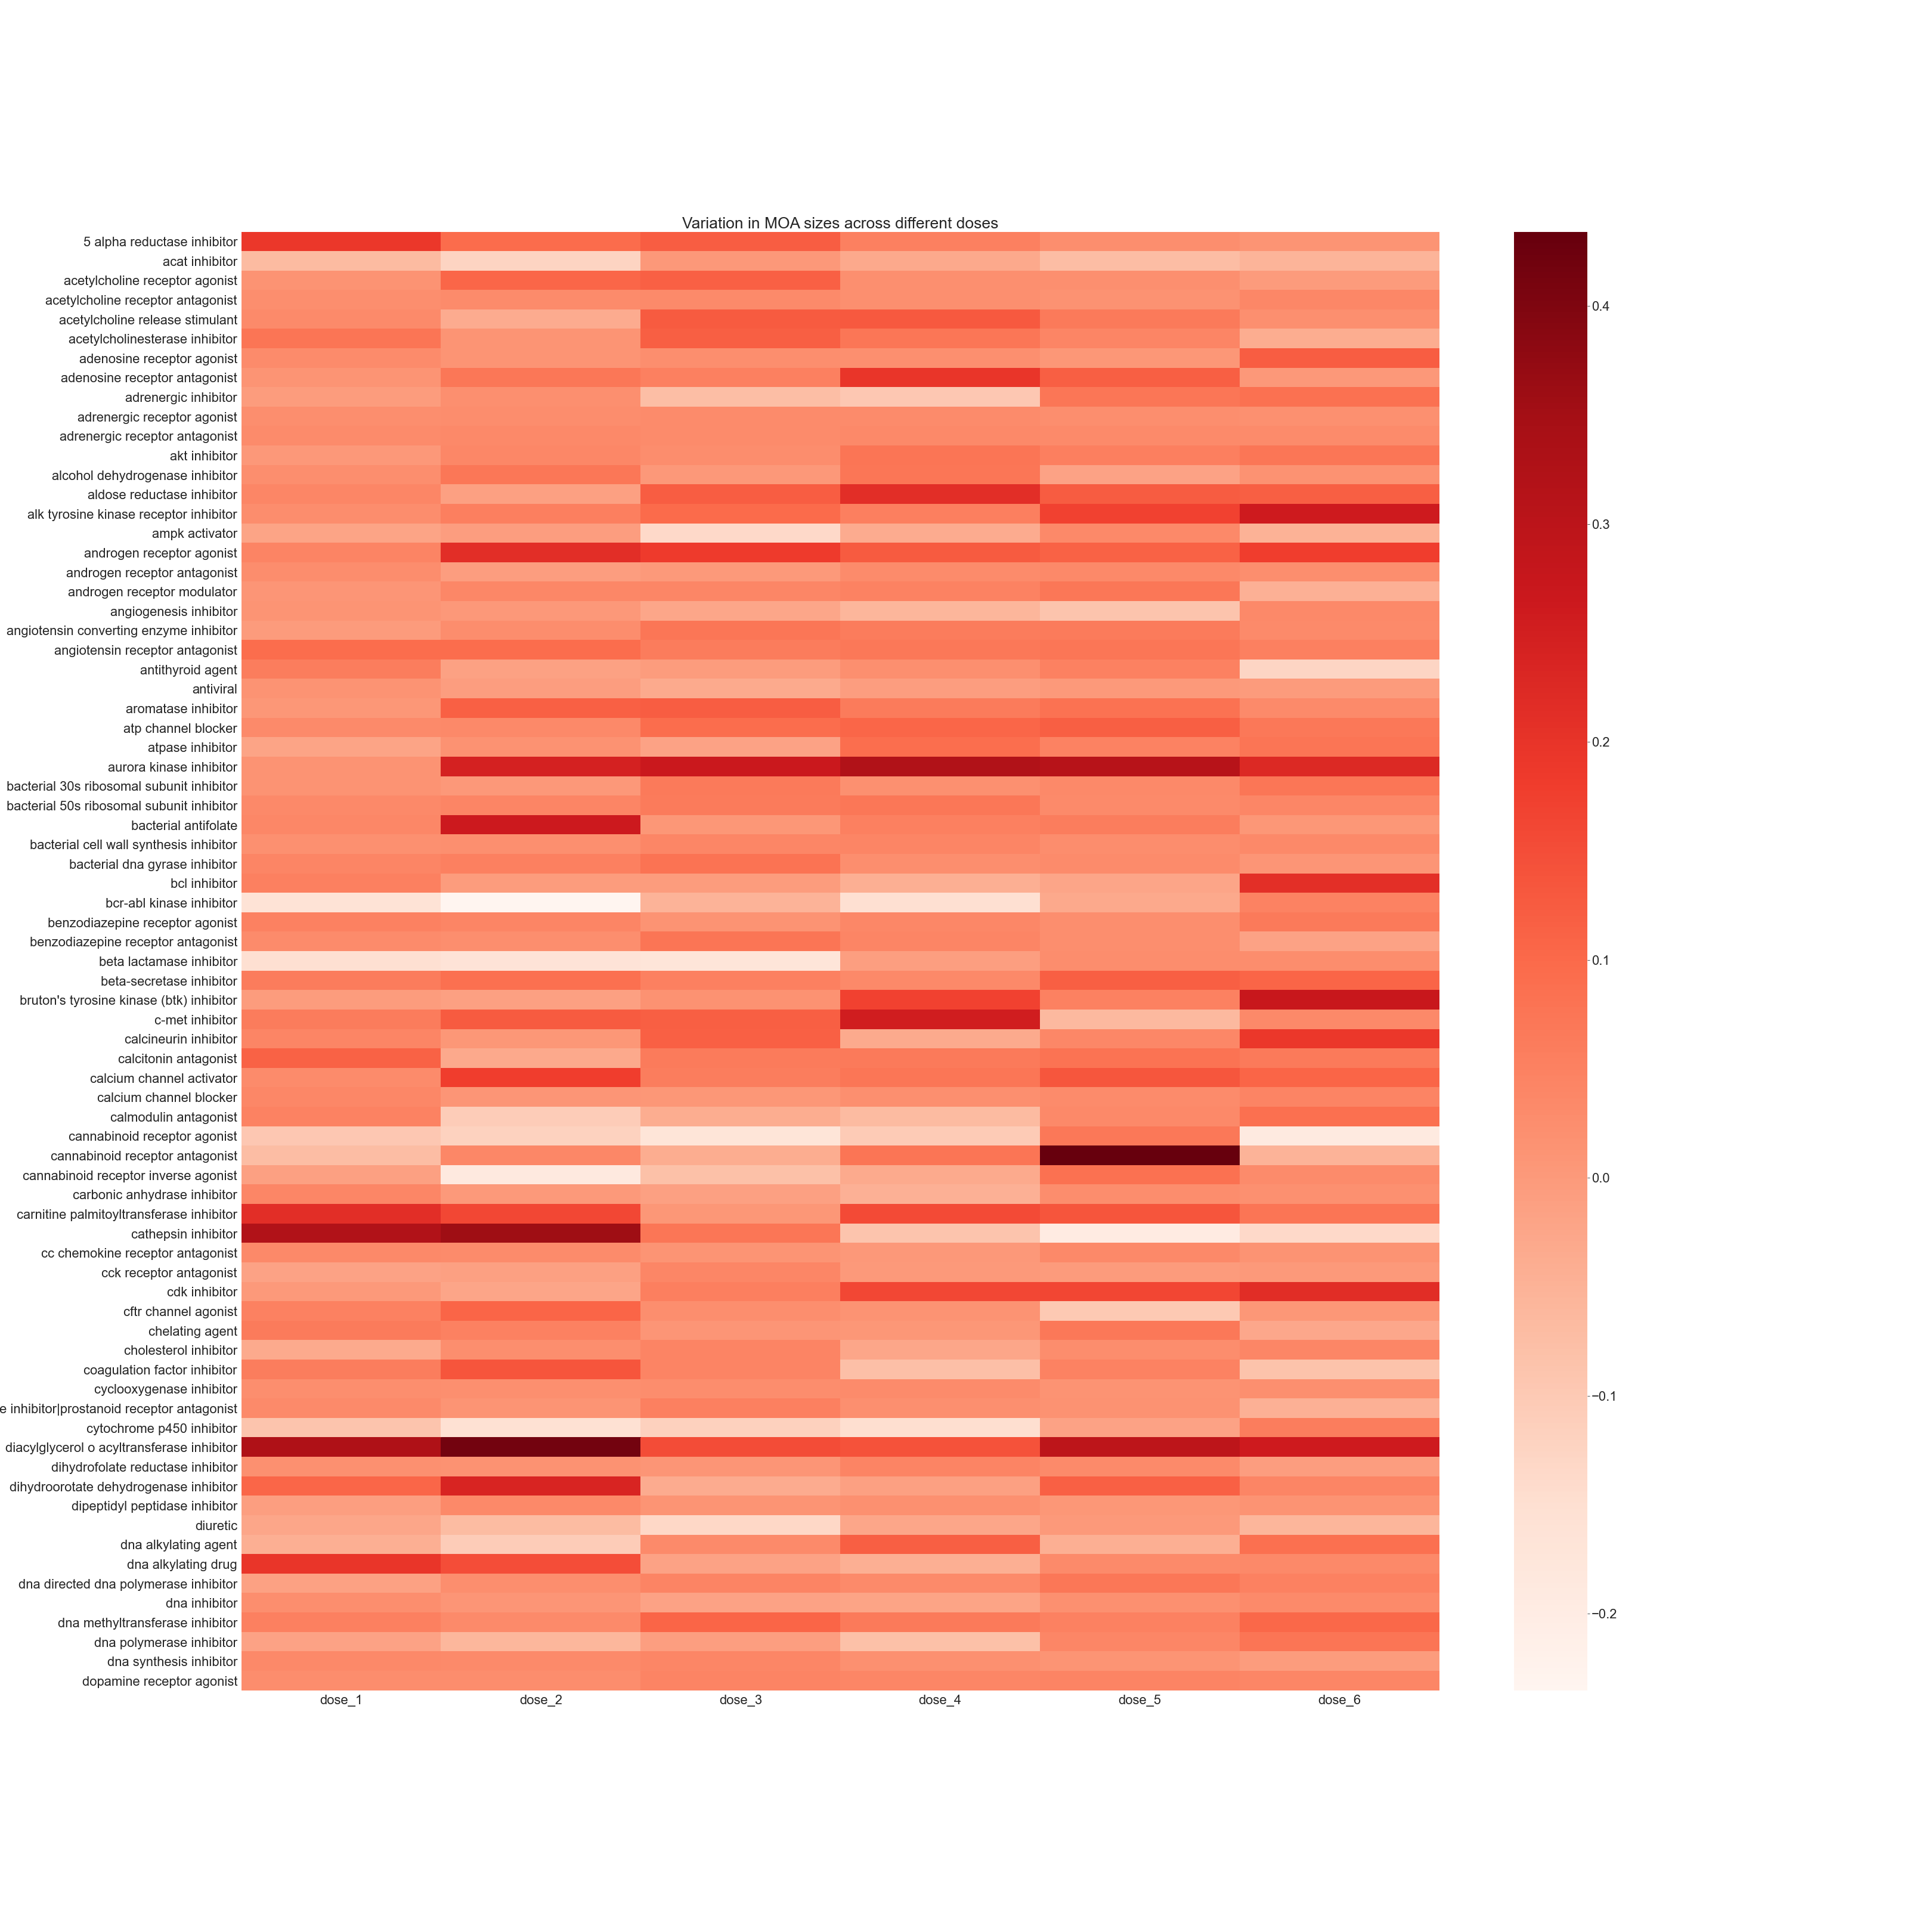 Variation in MOA sizes across different doses
5 alpha reductase inhibitor
acat inhibitor
acetylcholine receptor agonist
acetylcholine receptor antagonist
acetylcholine release stimulant
acetylcholinesterase inhibitor
adenosine receptor agonist
adenosine receptor antagonist
adrenergic inhibitor
adrenergic receptor agonist
adrenergic receptor antagonist
akt inhibitor
alcohol dehydrogenase inhibitor
aldose reductase inhibitor
alk tyrosine kinase receptor inhibitor
ampk activator
androgen receptor agonist
androgen receptor antagonist
androgen receptor modulator
angiogenesis inhibitor
angiotensin converting enzyme inhibitor
angiotensin receptor antagonist
antithyroid agent
antiviral
aromatase inhibitor
atp channel blocker
atpase inhibitor
aurora kinase inhibitor
bacterial 30s ribosomal subunit inhibitor
bacterial 50s ribosomal subunit inhibitor
bacterial antifolate
bacterial cell wall synthesis inhibitor
bacterial dna gyrase inhibitor
bcl inhibitor
bcr-abl kinase inhibitor
benzodiazepine receptor agonist
benzodiazepine receptor antagonist
beta lactamase inhibitor
beta-secretase inhibitor
bruton's tyrosine kinase (btk) inhibitor
c-met inhibitor
calcineurin inhibitor
calcitonin antagonist
calcium channel activator
calcium channel blocker
calmodulin antagonist
cannabinoid receptor agonist
cannabinoid receptor antagonist
cannabinoid receptor inverse agonist
carbonic anhydrase inhibitor
carnitine palmitoyltransferase inhibitor
cathepsin inhibitor
cc chemokine receptor antagonist
cck receptor antagonist
cdk inhibitor
cftr channel agonist
chelating agent
cholesterol inhibitor
coagulation factor inhibitor
cyclooxygenase inhibitor
e inhibitor|prostanoid receptor antagonist
cytochrome p450 inhibitor
diacylglycerol o acyltransferase inhibitor
dihydrofolate reductase inhibitor
dihydroorotate dehydrogenase inhibitor
dipeptidyl peptidase inhibitor
diuretic
dna alkylating agent
dna alkylating drug
dna directed dna polymerase inhibitor
dna inhibitor
dna methyltransferase inhibitor
dna polymerase inhibitor
dna synthesis inhibitor
dopamine receptor agonist
dose_1 dose_2 dose_3 dose_4 dose_5 dose_6
0.4
0.3
0.2
0.1
0.0
−0.1
−0.2